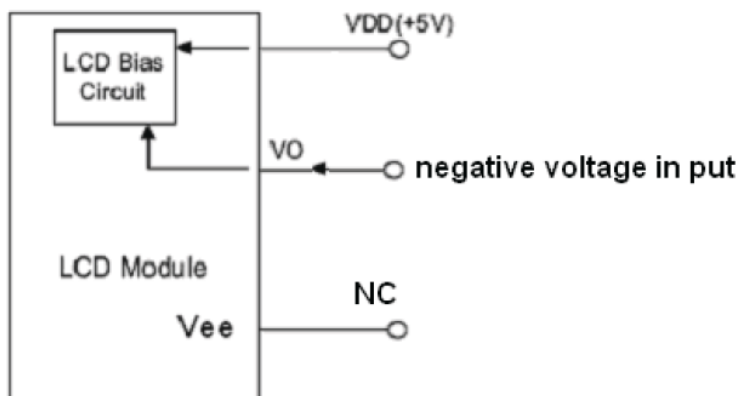 VDD(+5V)
LCD Bias
Circuit
VO
negative voltage in put
LCD Module
NC
Vee